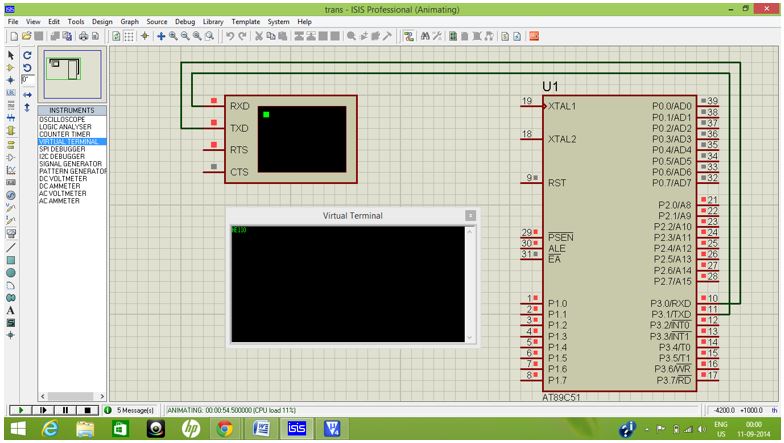 trans - ISIS Professional (Animating)
File View Edit Tools Design Graph Source Debug Library Template System Help
INSTRUMENTS
OSCILLOSCOPE
LOGIC ANALYSER
COUNTER TIMER
VIRTUAL TERMINAL
SPI DEBUGGER
I2C DEBUGGER
SIGNAL GENERATOR
PATTERN GENERATOR
DC VOLTMETER
DC AMMETER
AC VOLTMETER
AC AMMETER
RXD
TXD
RTS
CTS
Virtual Terminal
U1
19 XTAL1
18 XTAL2
9 RST
29 PSEN
30 ALE
31 EA
1 P1.0
2 P1.1
3 P1.2
4 P1.3
5 P1.4
6 P1.5
7 P1.6
8 P1.7
P0.0/AD0 39
P0.1/AD1 38
P0.2/AD2 37
P0.3/AD3 36
P0.4/AD4 35
P0.5/AD5 34
P0.6/AD6 33
P0.7/AD7 32
P2.0/A8 21
P2.1/A9 22
P2.2/A10 23
P2.3/A11 24
P2.4/A12 25
P2.5/A13 26
P2.6/A14 27
P2.7/A15 28
P3.0/RXD 10
P3.1/TXD 11
P3.2/INT0 12
P3.3/INT1 13
P3.4/T0 14
P3.5/T1 15
P3.6/WR 16
P3.7/RD 17
AT89C51
5 Message(s) ANIMATING: 00:00:54.500000 (CPU load 11%) -4200.0 +1000.0 th
ENG 00:00
US 11-09-2014